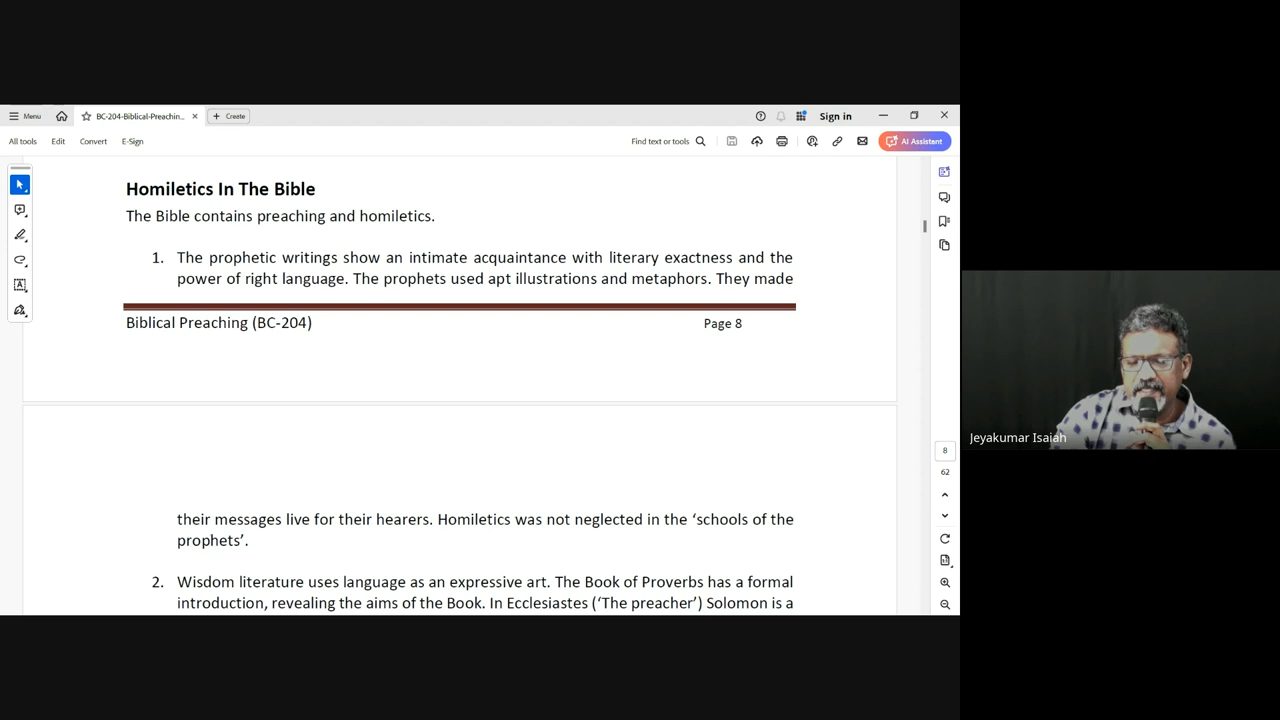 Menu
BC-204-Biblical-Preachin...
Create
Sign in
All tools
Edit
Convert
E-Sign
Find text or tools
AI Assistant
Homiletics In The Bible
The Bible contains preaching and homiletics.
1. The prophetic writings show an intimate acquaintance with literary exactness and the
power of right language. The prophets used apt illustrations and metaphors. They made
Biblical Preaching (BC-204)
Page 8
their messages live for their hearers. Homiletics was not neglected in the ‘schools of the
prophets’.
2. Wisdom literature uses language as an expressive art. The Book of Proverbs has a formal
introduction, revealing the aims of the Book. In Ecclesiastes (‘The preacher’) Solomon is a
8
62
Jeyakumar Isaiah